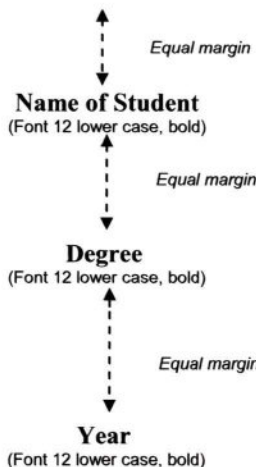 Equal margin
Name of Student
(Font 12 lower case, bold)
Equal margin
Degree
(Font 12 lower case, bold)
Equal margin
Year
(Font 12 lower case, bold)